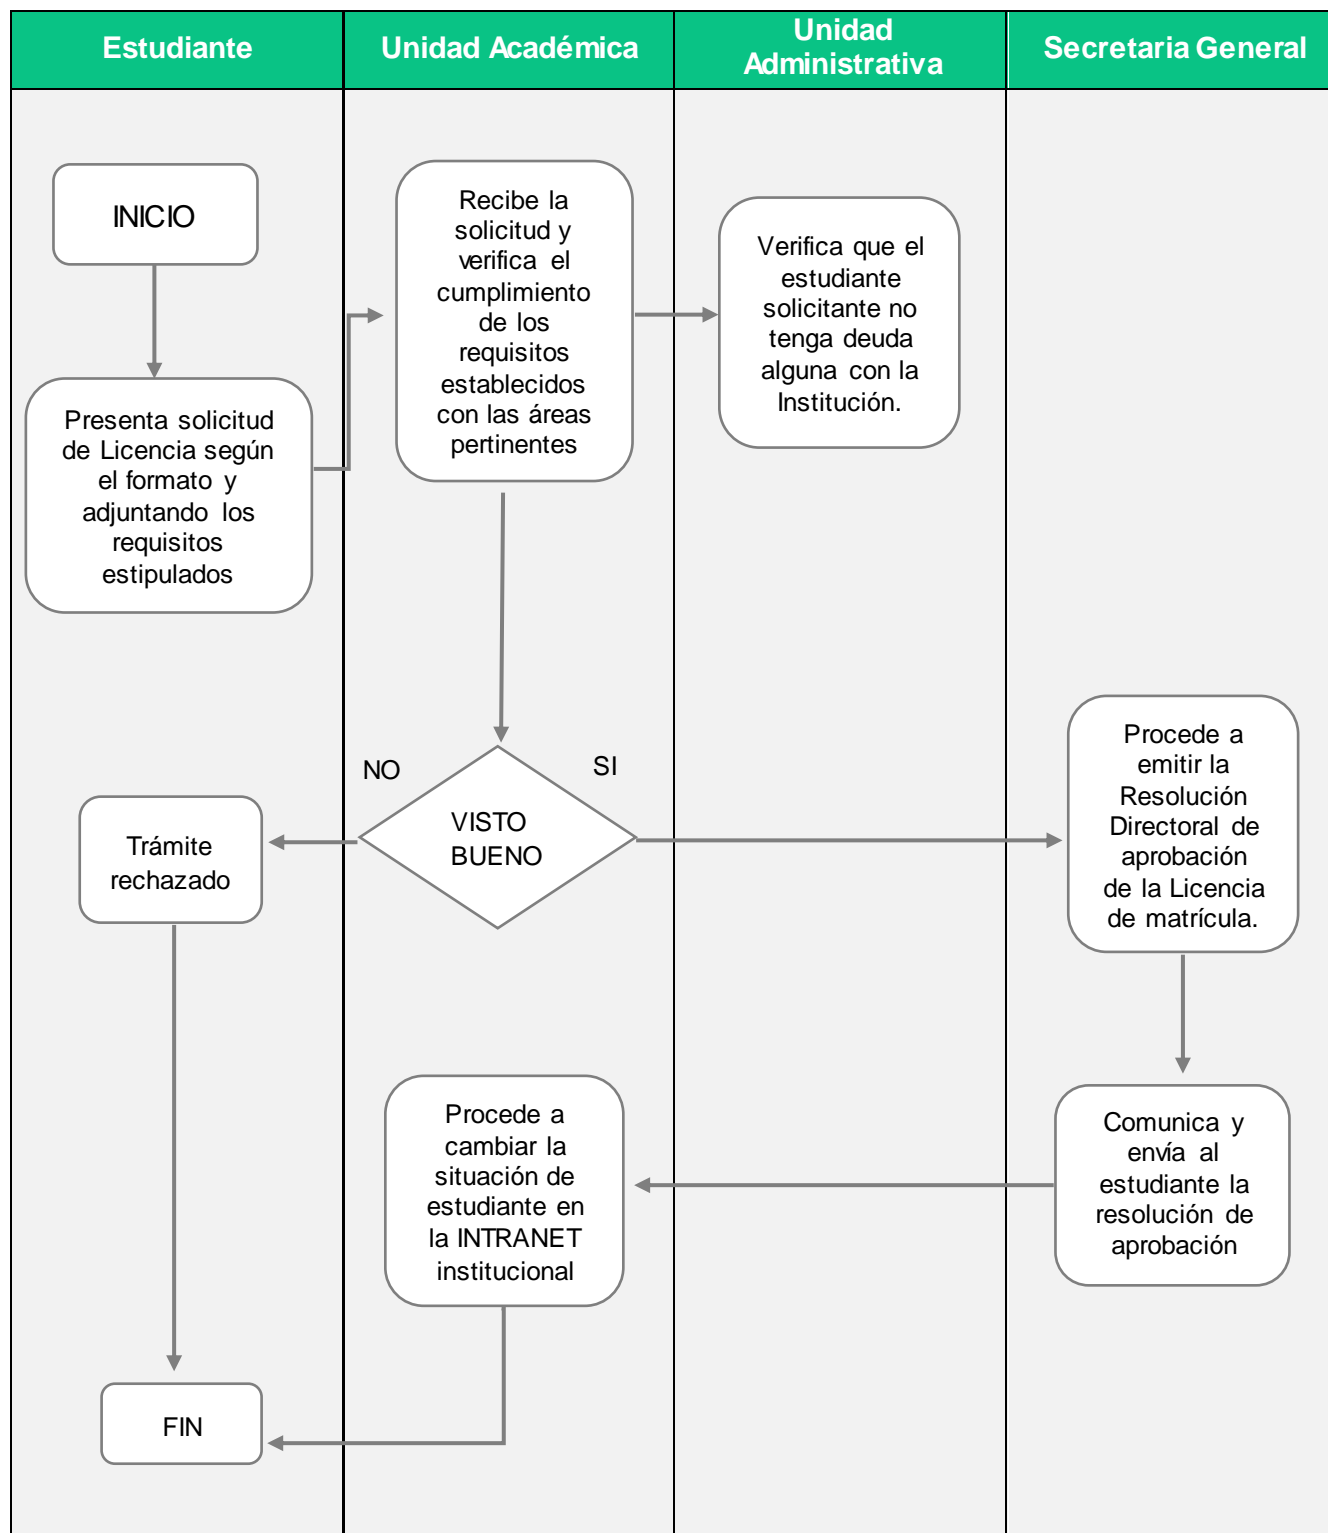 Estudiante
Unidad Académica
Unidad
Administrativa
Secretaria General
INICIO
Presenta solicitud
de Licencia según
el formato y
adjuntando los
requisitos
estipulados
Recibe la
solicitud y
verifica el
cumplimiento
de los
requisitos
establecidos
con las áreas
pertinentes
Verifica que el
estudiante
solicitante no
tenga deuda
alguna con la
Institución.
NO
SI
VISTO
BUENO
Trámite
rechazado
Procede a
emitir la
Resolución
Directoral de
aprobación
de la Licencia
de matrícula.
Comunica y
envía al
estudiante la
resolución de
aprobación
Procede a
cambiar la
situación de
estudiante en
la INTRANET
institucional
FIN